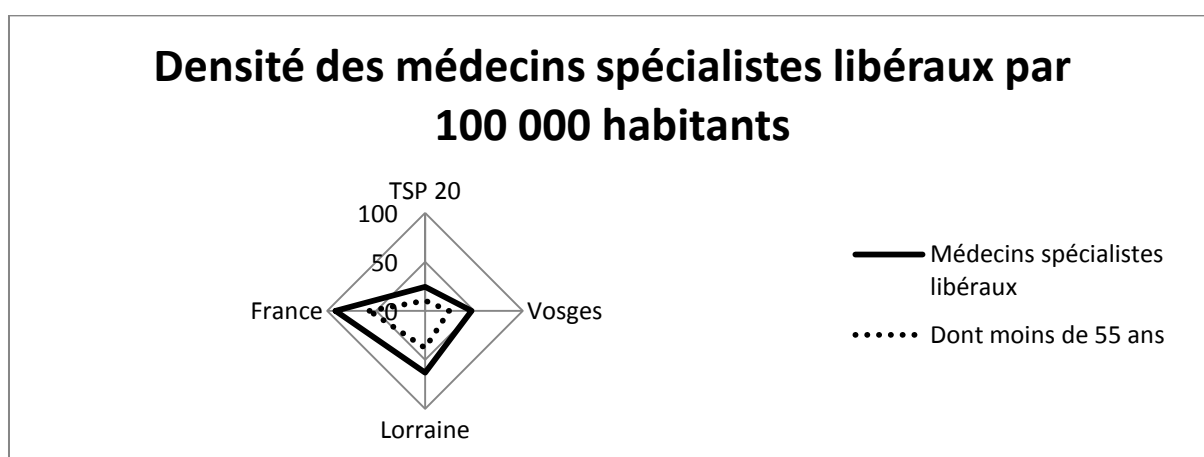 Densité des médecins spécialistes libéraux par
100 000 habitants
TSP 20
100
50
0
France
Vosges
Lorraine
Médecins spécialistes
libéraux
Dont moins de 55 ans